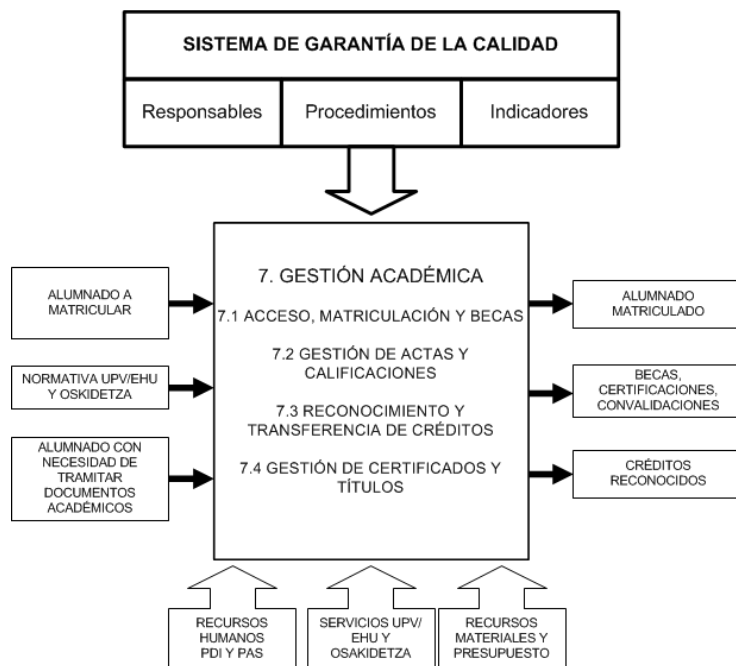 SISTEMA DE GARANTÍA DE LA CALIDAD
Responsables
Procedimientos
Indicadores
ALUMNADO A
MATRICULAR
NORMATIVA UPV/EHU
Y OSKIDETZA
ALUMNADO CON
NECESIDAD DE
TRAMITAR
DOCUMENTOS
ACADÉMICOS
7. GESTIÓN ACADÉMICA
7.1 ACCESO, MATRICULACIÓN Y BECAS
7.2 GESTIÓN DE ACTAS Y
CALIFICACIONES
7.3 RECONOCIMIENTO Y
TRANSFERENCIA DE CRÉDITOS
7.4 GESTIÓN DE CERTIFICADOS Y
TÍTULOS
ALUMNADO
MATRICULADO
BECAS,
CERTIFICACIONES,
CONVALIDACIONES
CRÉDITOS
RECONOCIDOS
RECURSOS
HUMANOS
PDI Y PAS
SERVICIOS UPV/
EHU Y
OSAKIDETZA
RECURSOS
MATERIALES Y
PRESUPUESTO